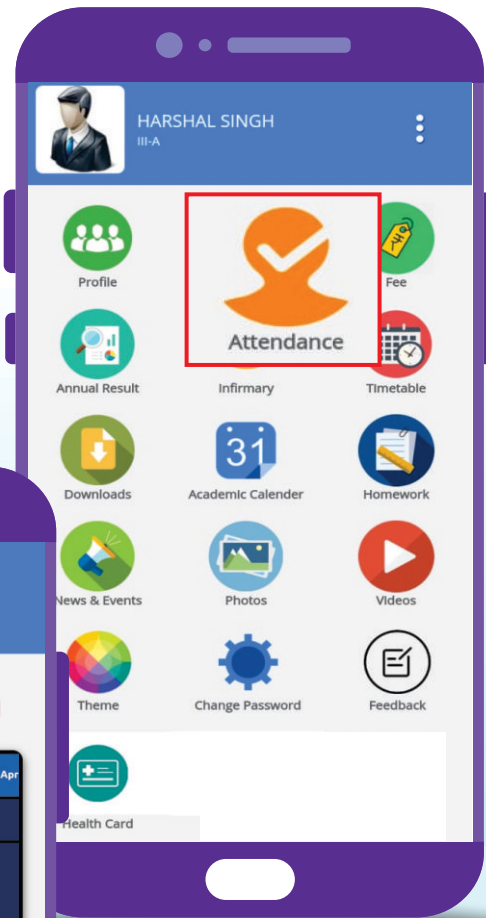 HARSHAL SINGH
III-A
Profile
Attendance
Fee
Annual Result
Infirmary
Timetable
Downloads
31
Academic Calender
Homework
News & Events
Photos
Videos
Theme
Change Password
Feedback
Apr
Health Card